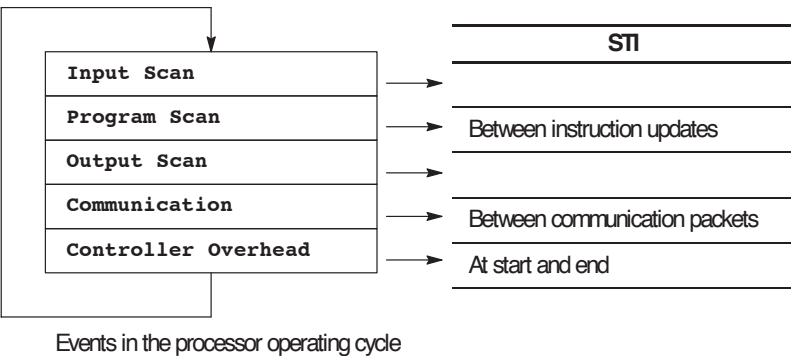 STI
Input Scan
Program Scan
Between instruction updates
Output Scan
Communication
Between communication packets
Controller Overhead
At start and end
Events in the processor operating cycle